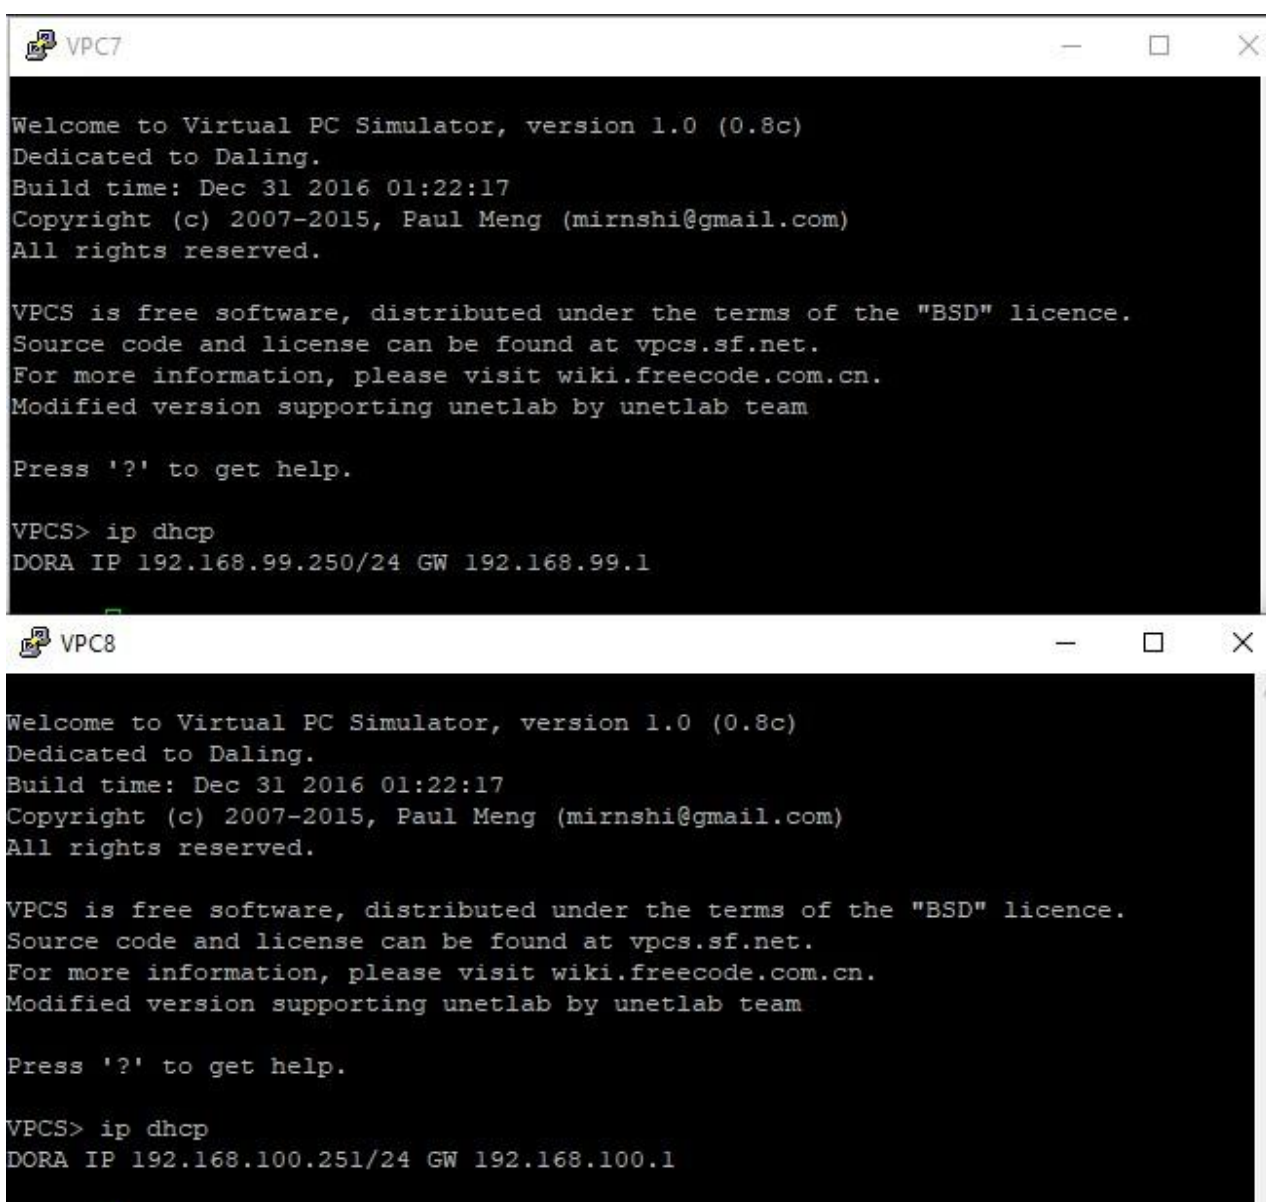 VPC7
Welcome to Virtual PC Simulator, version 1.0 (0.8c)
Dedicated to Daling.
Build time: Dec 31 2016 01:22:17
Copyright (c) 2007-2015, Paul Meng (mirnshi@gmail.com)
All rights reserved.
VPCS is free software, distributed under the terms of the "BSD" licence.
Source code and license can be found at vpcs.sf.net.
For more information, please visit wiki.freecode.com.cn.
Modified version supporting unetlab by unetlab team
Press '?' to get help.
VPCS> ip dhcp
DORA IP 192.168.99.250/24 GW 192.168.99.1
VPC8
Welcome to Virtual PC Simulator, version 1.0 (0.8c)
Dedicated to Daling.
Build time: Dec 31 2016 01:22:17
Copyright (c) 2007-2015, Paul Meng (mirnshi@gmail.com)
All rights reserved.
VPCS is free software, distributed under the terms of the "BSD" licence.
Source code and license can be found at vpcs.sf.net.
For more information, please visit wiki.freecode.com.cn.
Modified version supporting unetlab by unetlab team
Press '?' to get help.
VPCS> ip dhcp
DORA IP 192.168.100.251/24 GW 192.168.100.1